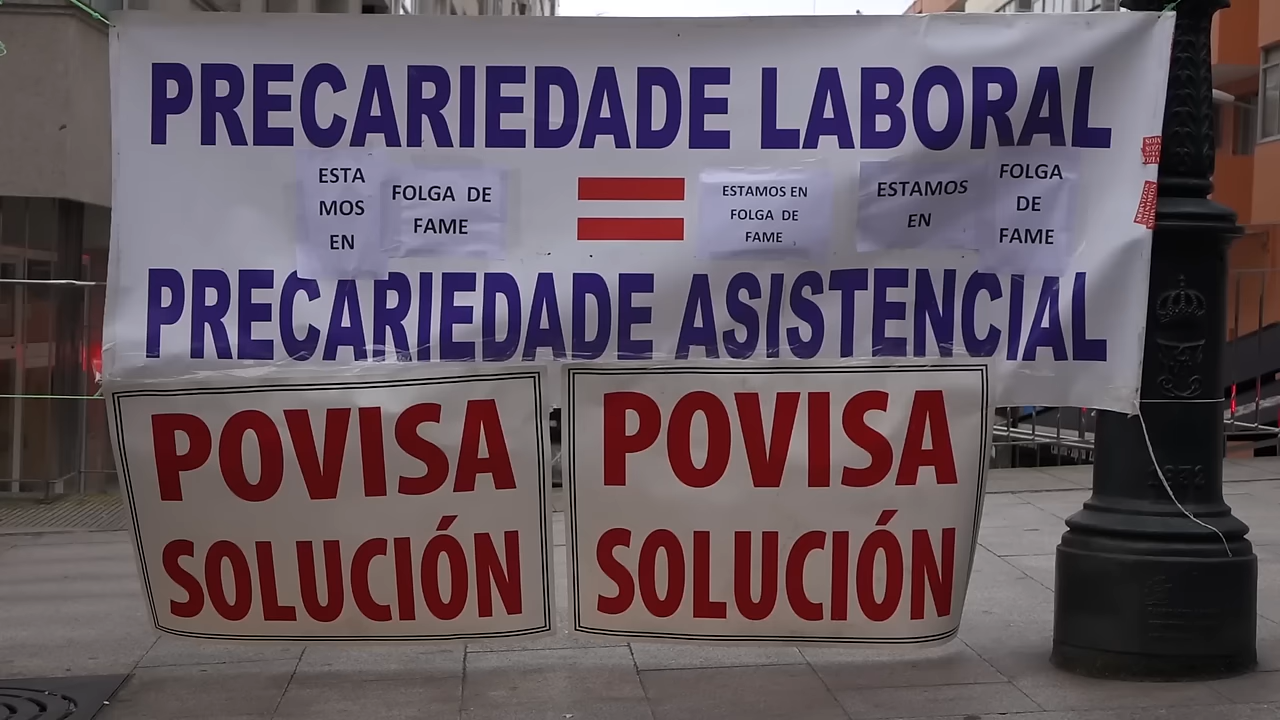 PRECARIEDADE LABORAL
ESTA
MOS
EN
FOLGA DE
FAME
ESTAMOS EN
FOLGA DE
FAME
ESTAMOS
EN
FOLGA
DE
FAME
PRECARIEDADE ASISTENCIAL
POVISA
SOLUCIÓN
POVISA
SOLUCIÓN